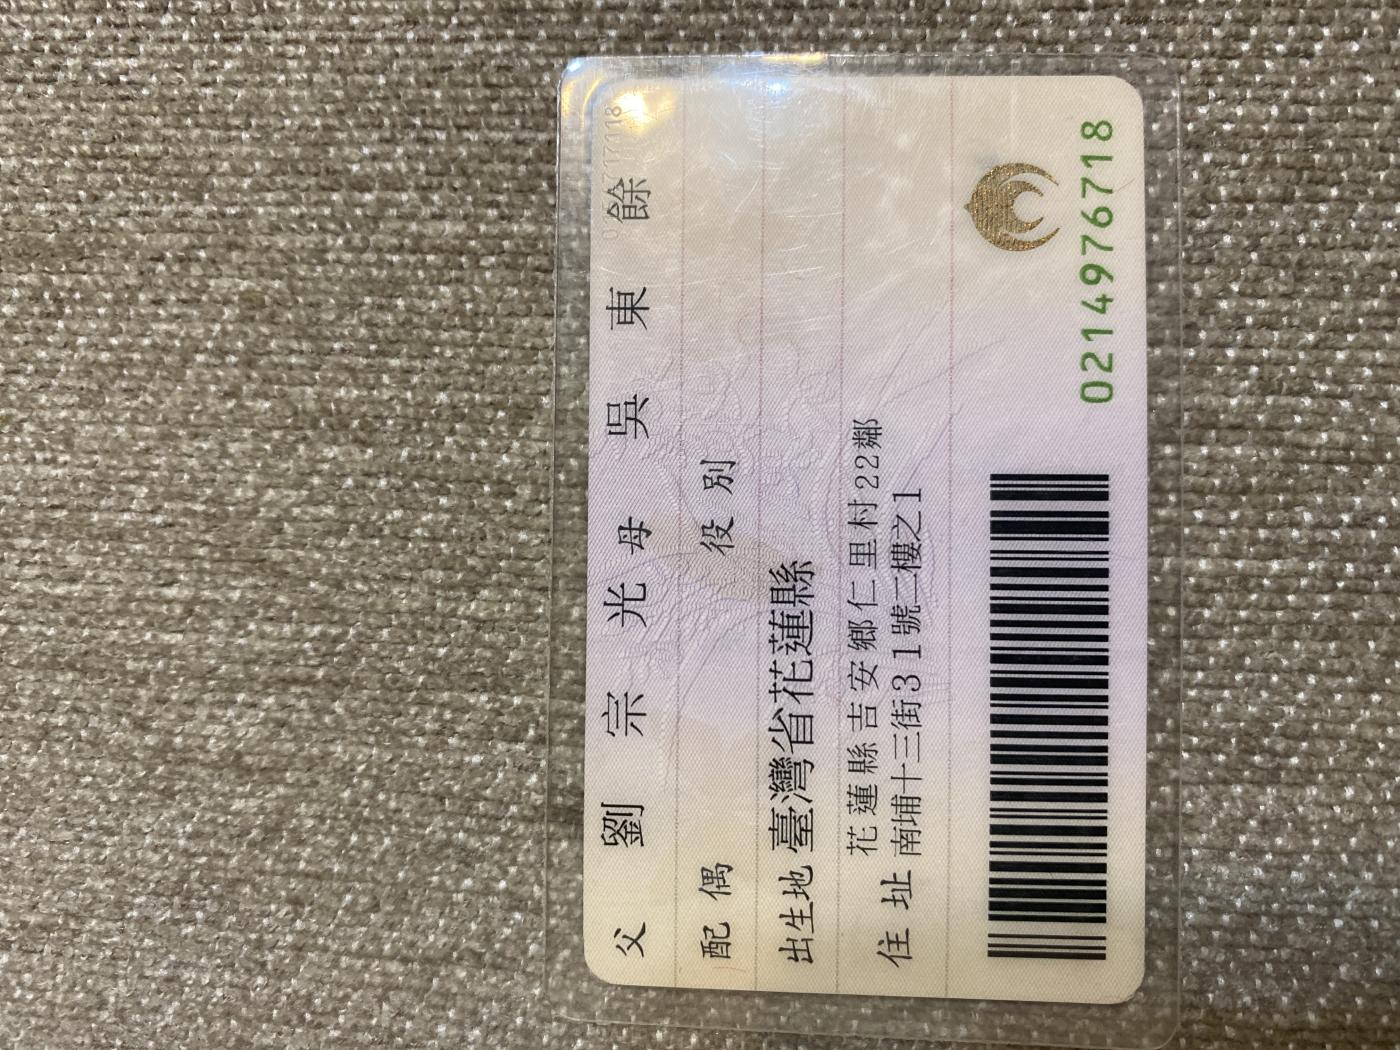 父 劉宗光 母 吳東餘
配偶 役別
出生地 臺灣省花蓮縣
住址 花蓮縣吉安鄉仁里村22鄰
南埔十三街31號二樓之1
0214976718